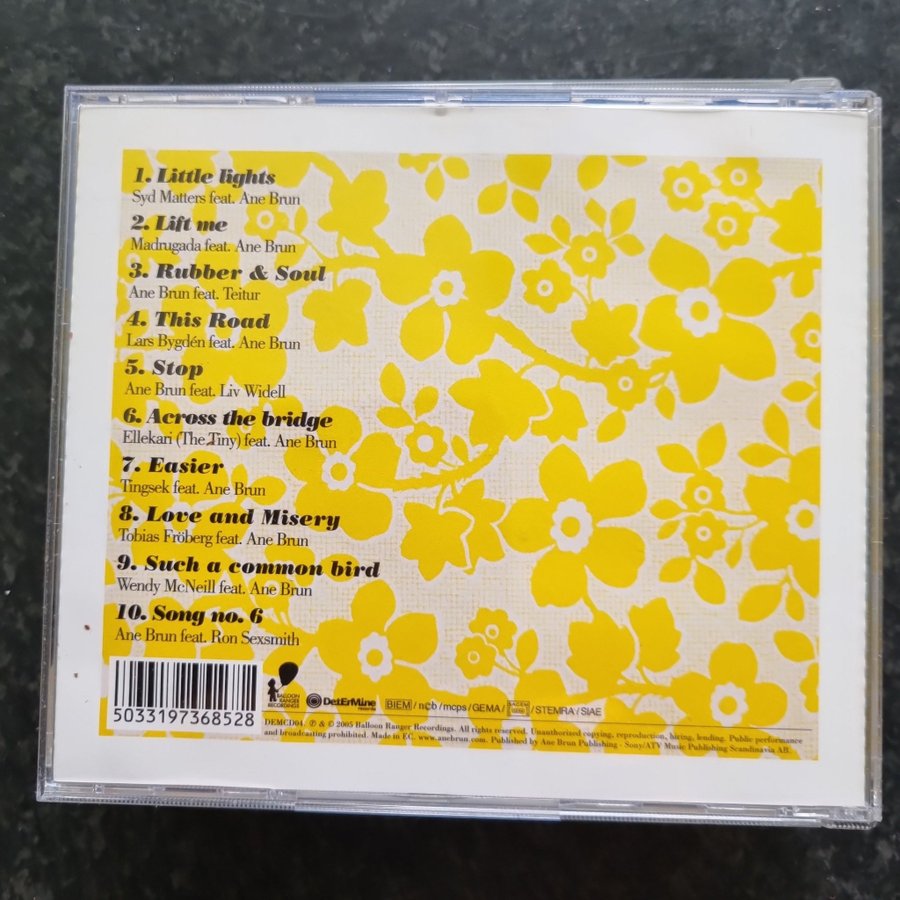 1. Little lights
Syd Matters feat. Ane Brun
2. Lift me
Madrugada feat. Ane Brun
3. Rubber & Soul
Ane Brun feat. Teitur
4. This Road
Lars Bygdén feat. Ane Brun
5. Stop
Ane Brun feat. Liv Widell
6. Across the bridge
Ellekari (The Tiny) feat. Ane Brun
7. Easier
Tingsek feat. Ane Brun
8. Love and Misery
Tobias Fröberg feat. Ane Brun
9. Such a common bird
Wendy McNeill feat. Ane Brun
10. Song no. 6
Ane Brun feat. Ron Sexsmith
5033197368528
BALLOON
RANGER
RECORDINGS
DetErMine
BIEM / ncb / mcps / GEMA / SACEM / STEMRA / SIAE
DEMCD04. ℗ & © 2005 Balloon Ranger Recordings. All rights reserved. Unauthorized copying, reproduction, hiring, lending. Public performance
and broadcasting prohibited. Made in EC. www.anebrun.com. Published by Ane Brun Publishing - Sony/ATV Music Publishing Scandinavia AB.